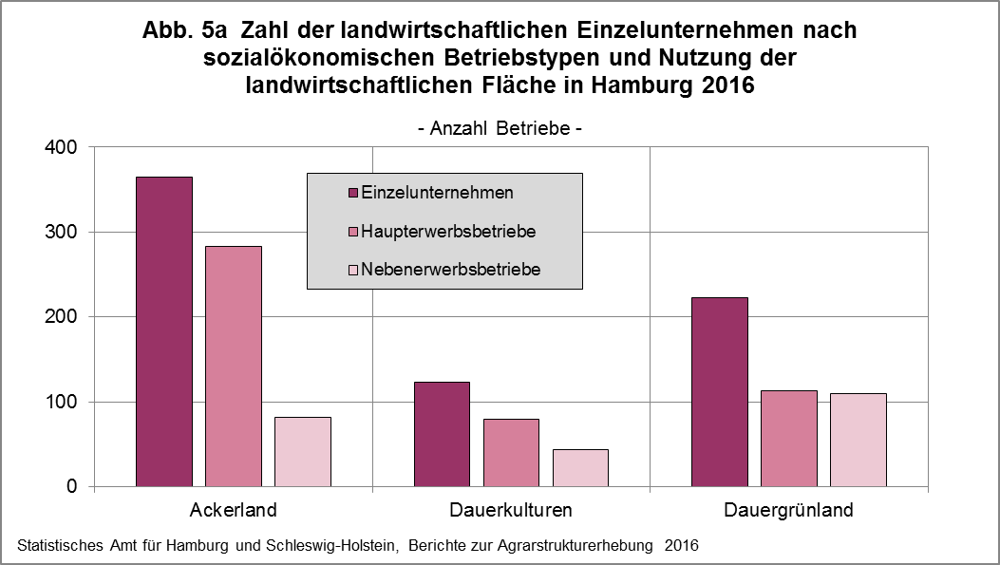 Abb. 5a Zahl der landwirtschaftlichen Einzelunternehmen nach
sozialökonomischen Betriebstypen und Nutzung der
landwirtschaftlichen Fläche in Hamburg 2016
- Anzahl Betriebe -
400
300
200
100
0
Einzelunternehmen
Haupterwerbsbetriebe
Nebenerwerbsbetriebe
Ackerland
Dauerkulturen
Dauergrünland
Statistisches Amt für Hamburg und Schleswig-Holstein, Berichte zur Agrarstrukturerhebung 2016